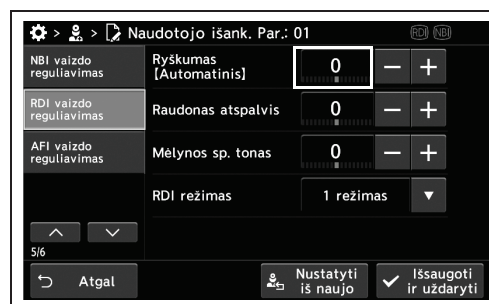 > > Naudotojo išank. Par.: 01 RDI NBI
NBI vaizdo
reguliavimas
RDI vaizdo
reguliavimas
AFI vaizdo
reguliavimas
5/6
Ryškumas
[Automatinis] 0 − +
Raudonas atspalvis 0 − +
Mėlynos sp. tonas 0 − +
RDI režimas 1 režimas
Atgal
Nustatyti
iš naujo
Išsaugoti
ir uždaryti